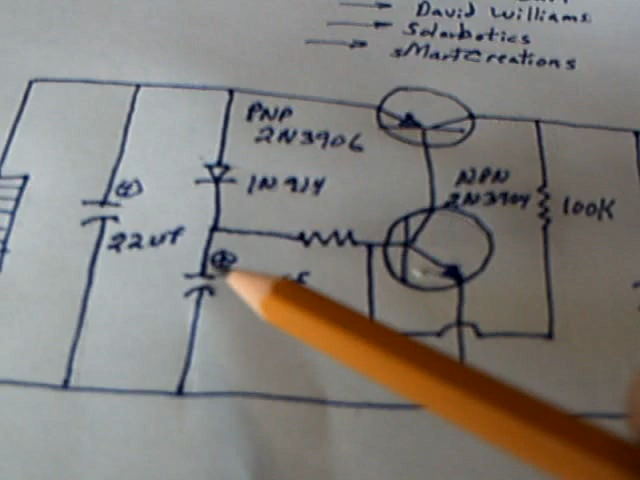 David Williams
Solarbotics
sMartCreations
PNP
2N3906
1N914
NPN
2N3904
100K
(+)
22uf
(+)